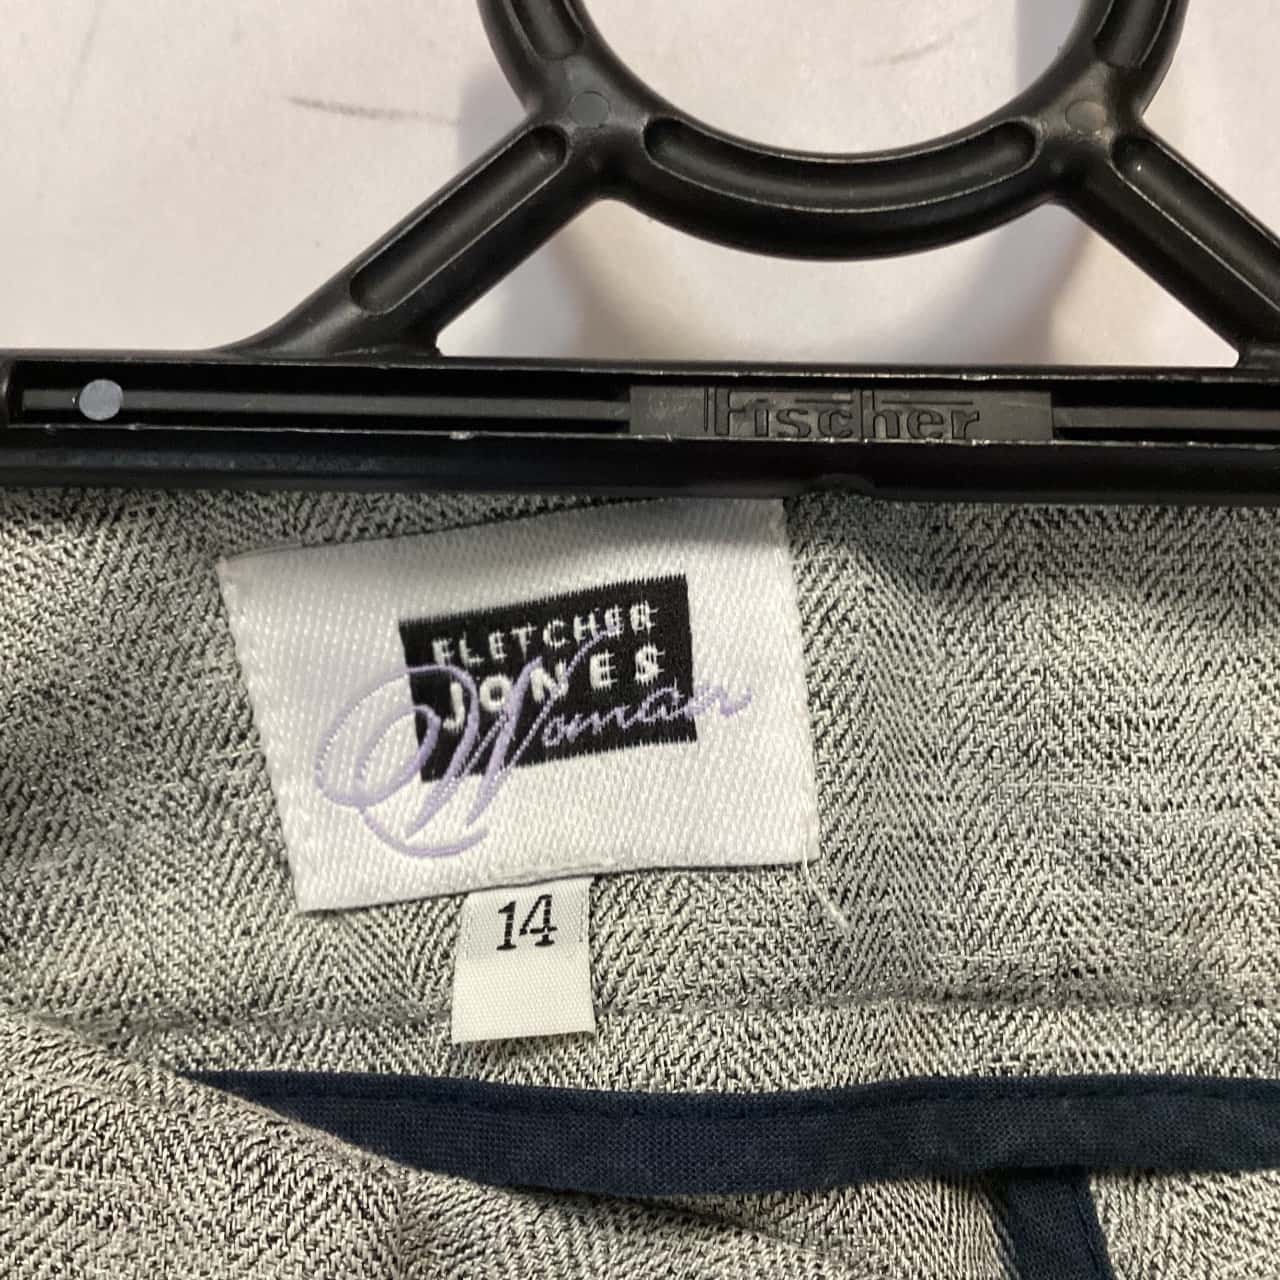 Fischer
FLETCHER
JONES
Woman
14